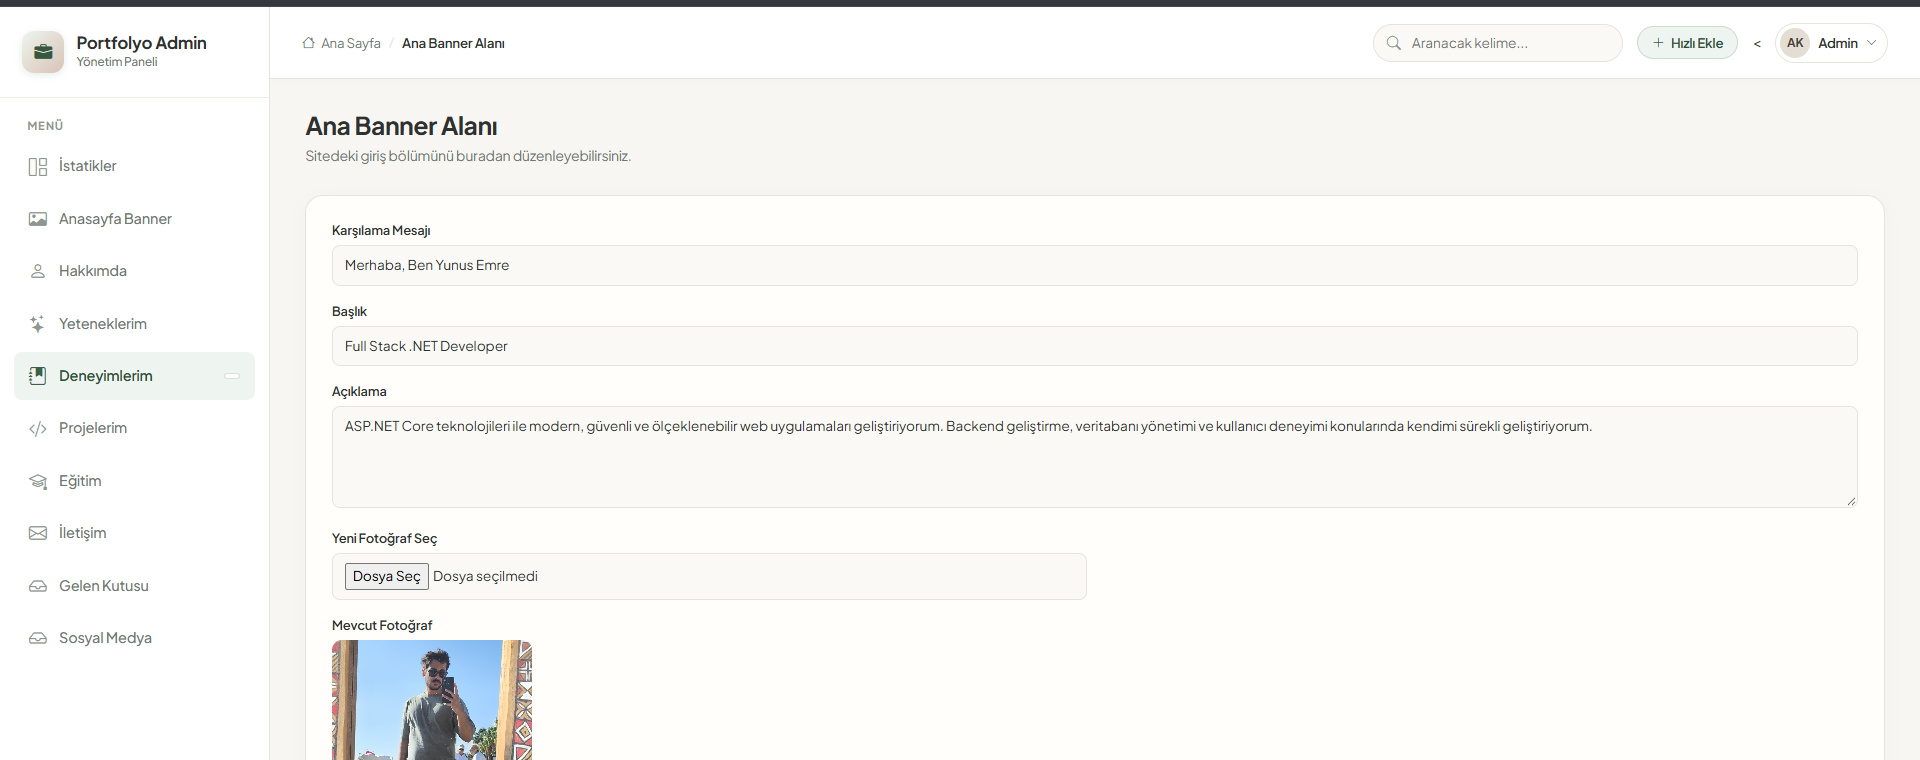 Portfolyo Admin
Yönetim Paneli
Ana Sayfa / Ana Banner Alanı
Aranacak kelime...
+ Hızlı Ekle
<
AK Admin
MENÜ
İstatikler
Anasayfa Banner
Hakkımda
Yeteneklerim
Deneyimlerim
Projelerim
Eğitim
İletişim
Gelen Kutusu
Sosyal Medya
Ana Banner Alanı
Sitedeki giriş bölümünü buradan düzenleyebilirsiniz.
Karşılama Mesajı
Merhaba, Ben Yunus Emre
Başlık
Full Stack .NET Developer
Açıklama
ASP.NET Core teknolojileri ile modern, güvenli ve ölçeklenebilir web uygulamaları geliştiriyorum. Backend geliştirme, veritabanı yönetimi ve kullanıcı deneyimi konularında kendimi sürekli geliştiriyorum.
Yeni Fotoğraf Seç
Dosya Seç Dosya seçilmedi
Mevcut Fotoğraf